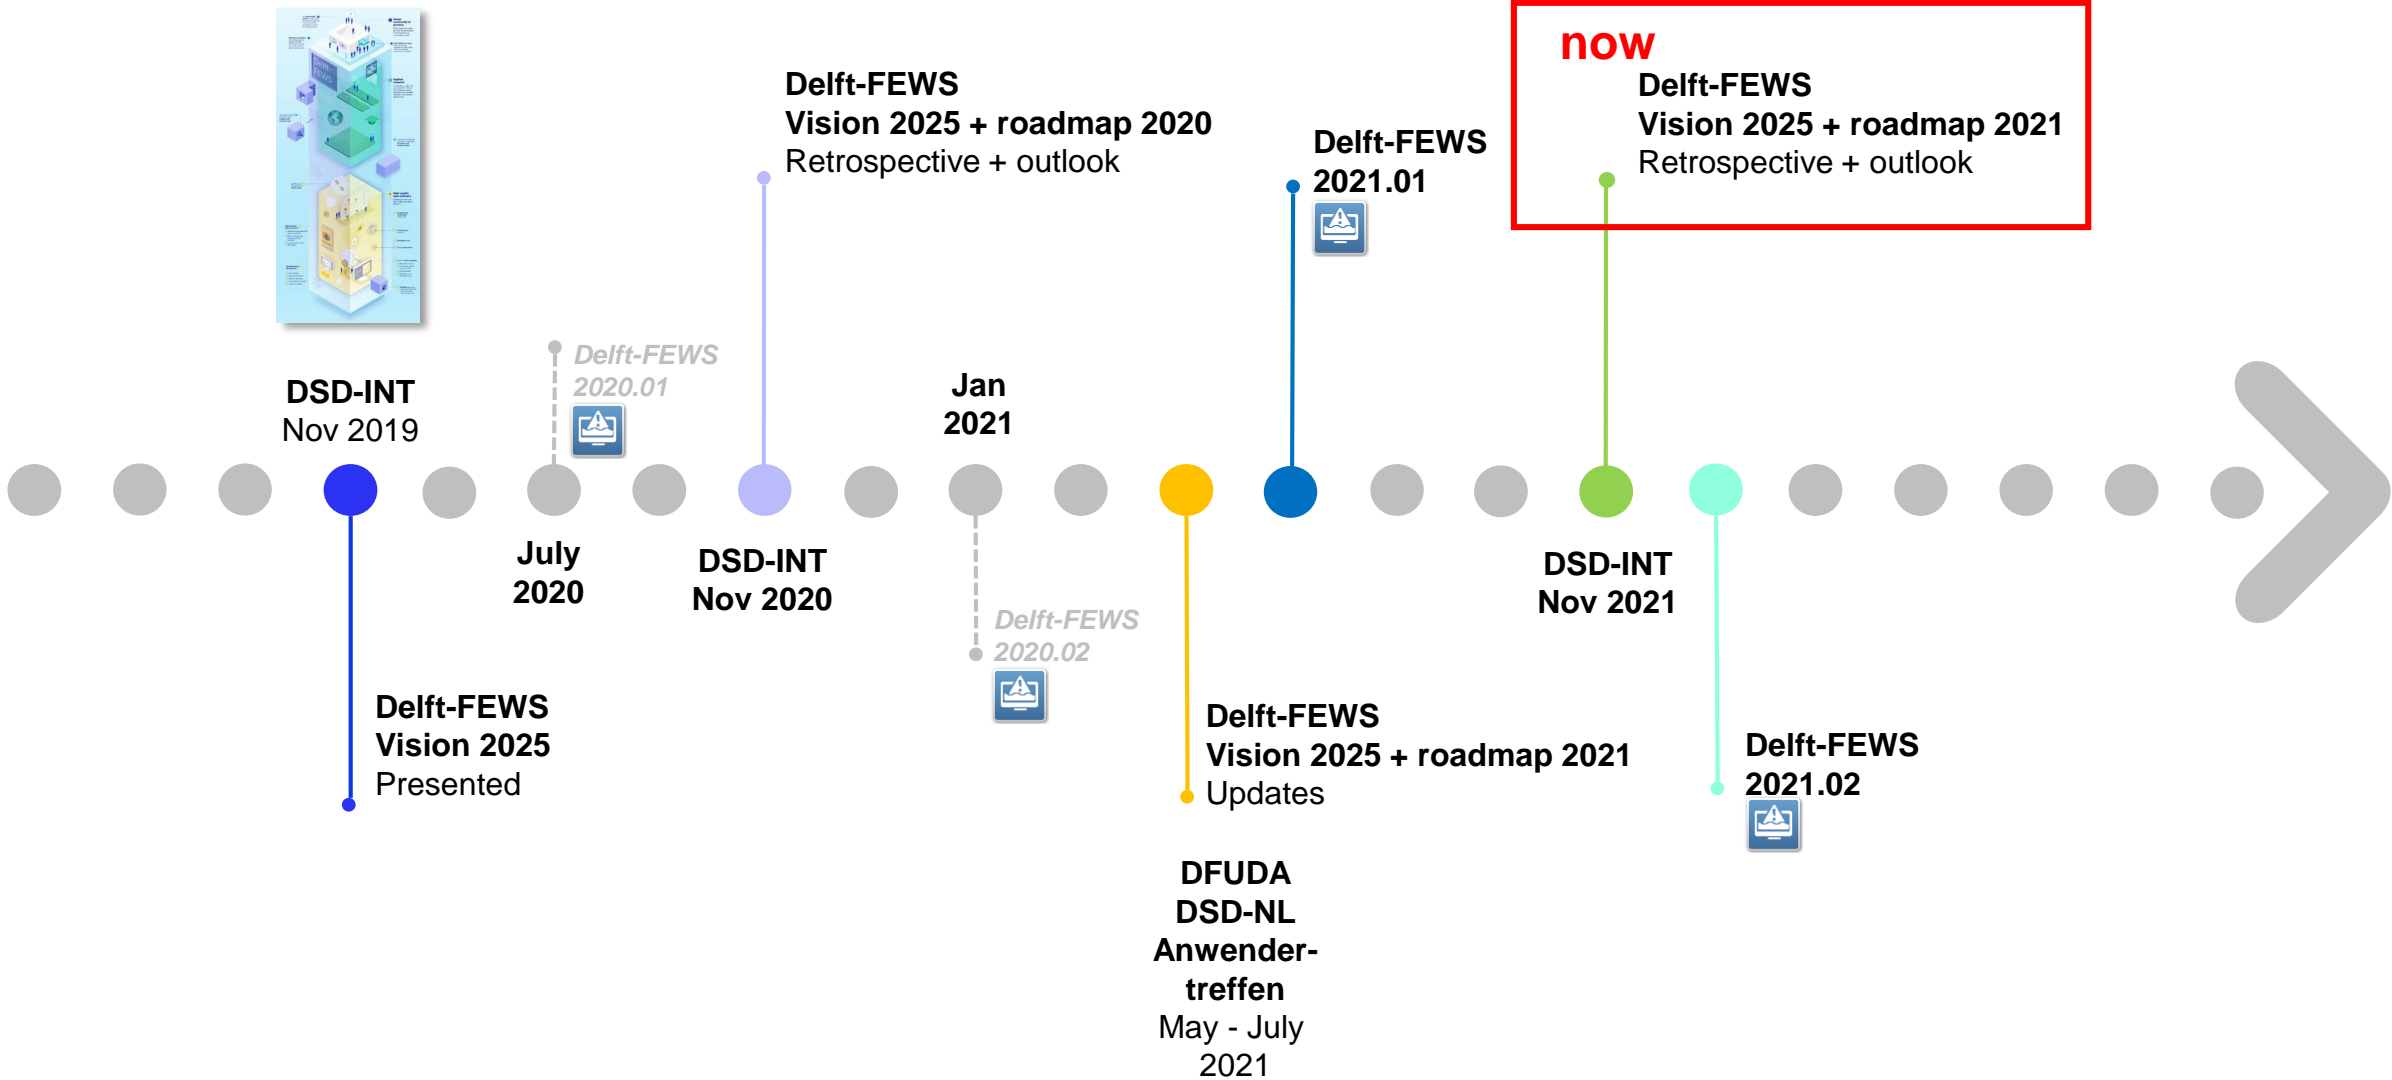 now
Delft-FEWS
Vision 2025 + roadmap 2020
Retrospective + outlook
Delft-FEWS
2021.01
Delft-FEWS
Vision 2025 + roadmap 2021
Retrospective + outlook
DSD-INT
Nov 2019
Delft-FEWS
2020.01
Jan
2021
July
2020
DSD-INT
Nov 2020
DSD-INT
Nov 2021
Delft-FEWS
2020.02
Delft-FEWS
Vision 2025
Presented
Delft-FEWS
Vision 2025 + roadmap 2021
Updates
Delft-FEWS
2021.02
DFUDA
DSD-NL
Anwender-
treffen
May - July
2021